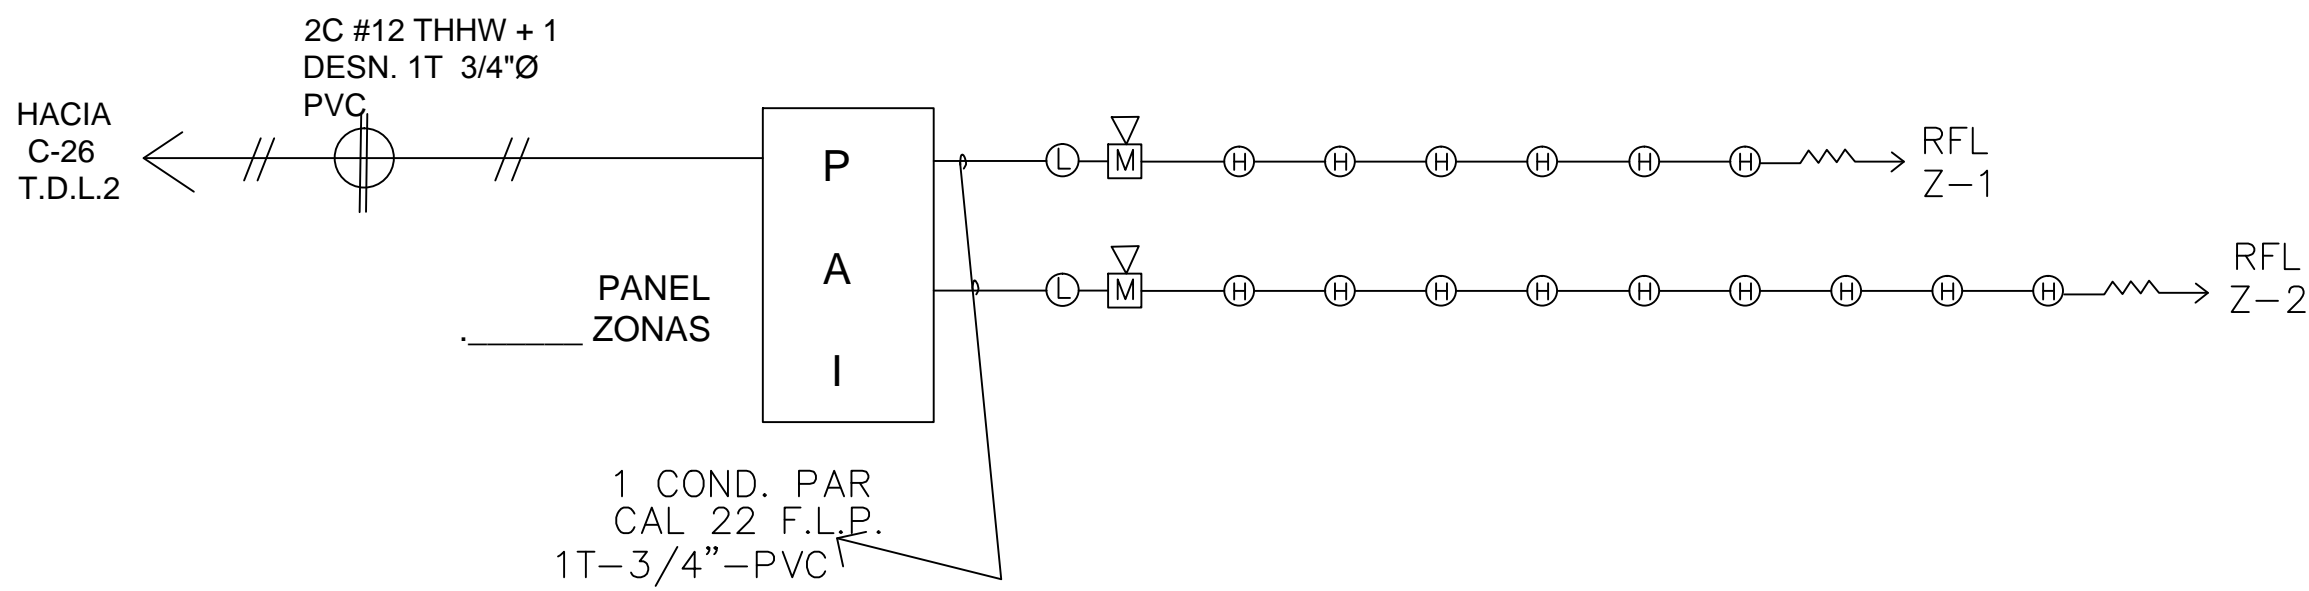 2C #12 THHW + 1
DESN. 1T 3/4"Ø
PVC
HACIA
C-26
T.D.L.2
P
A
I
PANEL
.______ ZONAS
L M H H H H H H
RFL
Z-1
L M H H H H H H H H H
RFL
Z-2
1 COND. PAR
CAL 22 F.L.P.
1T-3/4"-PVC